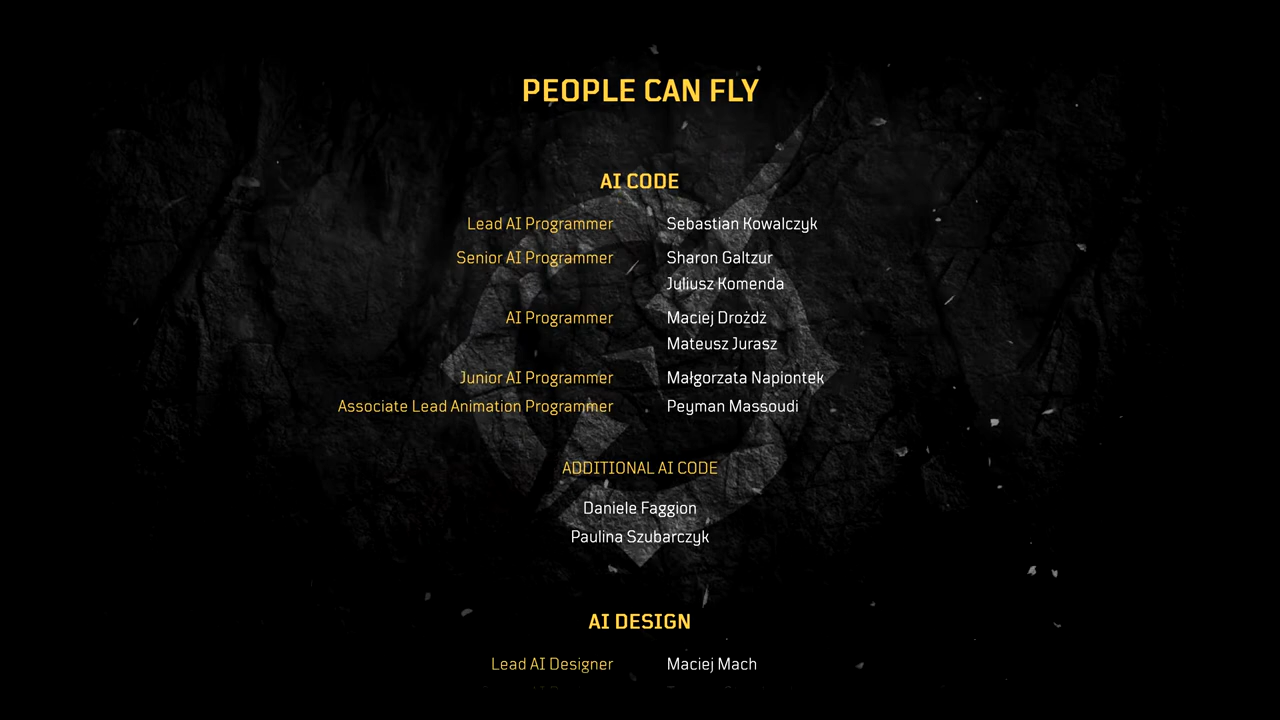 PEOPLE CAN FLY
AI CODE
Lead AI Programmer Sebastian Kowalczyk
Senior AI Programmer Sharon Galtzur
Juliusz Komenda
AI Programmer Maciej Drożdż
Mateusz Jurasz
Junior AI Programmer Małgorzata Napiontek
Associate Lead Animation Programmer Peyman Massoudi
ADDITIONAL AI CODE
Daniele Faggion
Paulina Szubarczyk
AI DESIGN
Lead AI Designer Maciej Mach